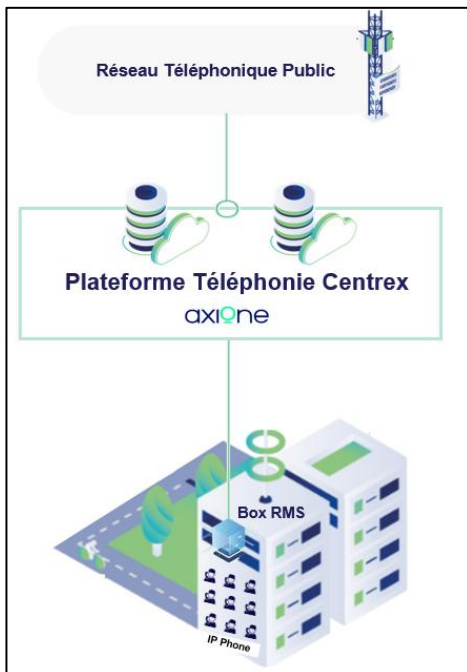 Réseau Téléphonique Public
Plateforme Téléphonie Centrex
axione
Box RMS
IP Phone